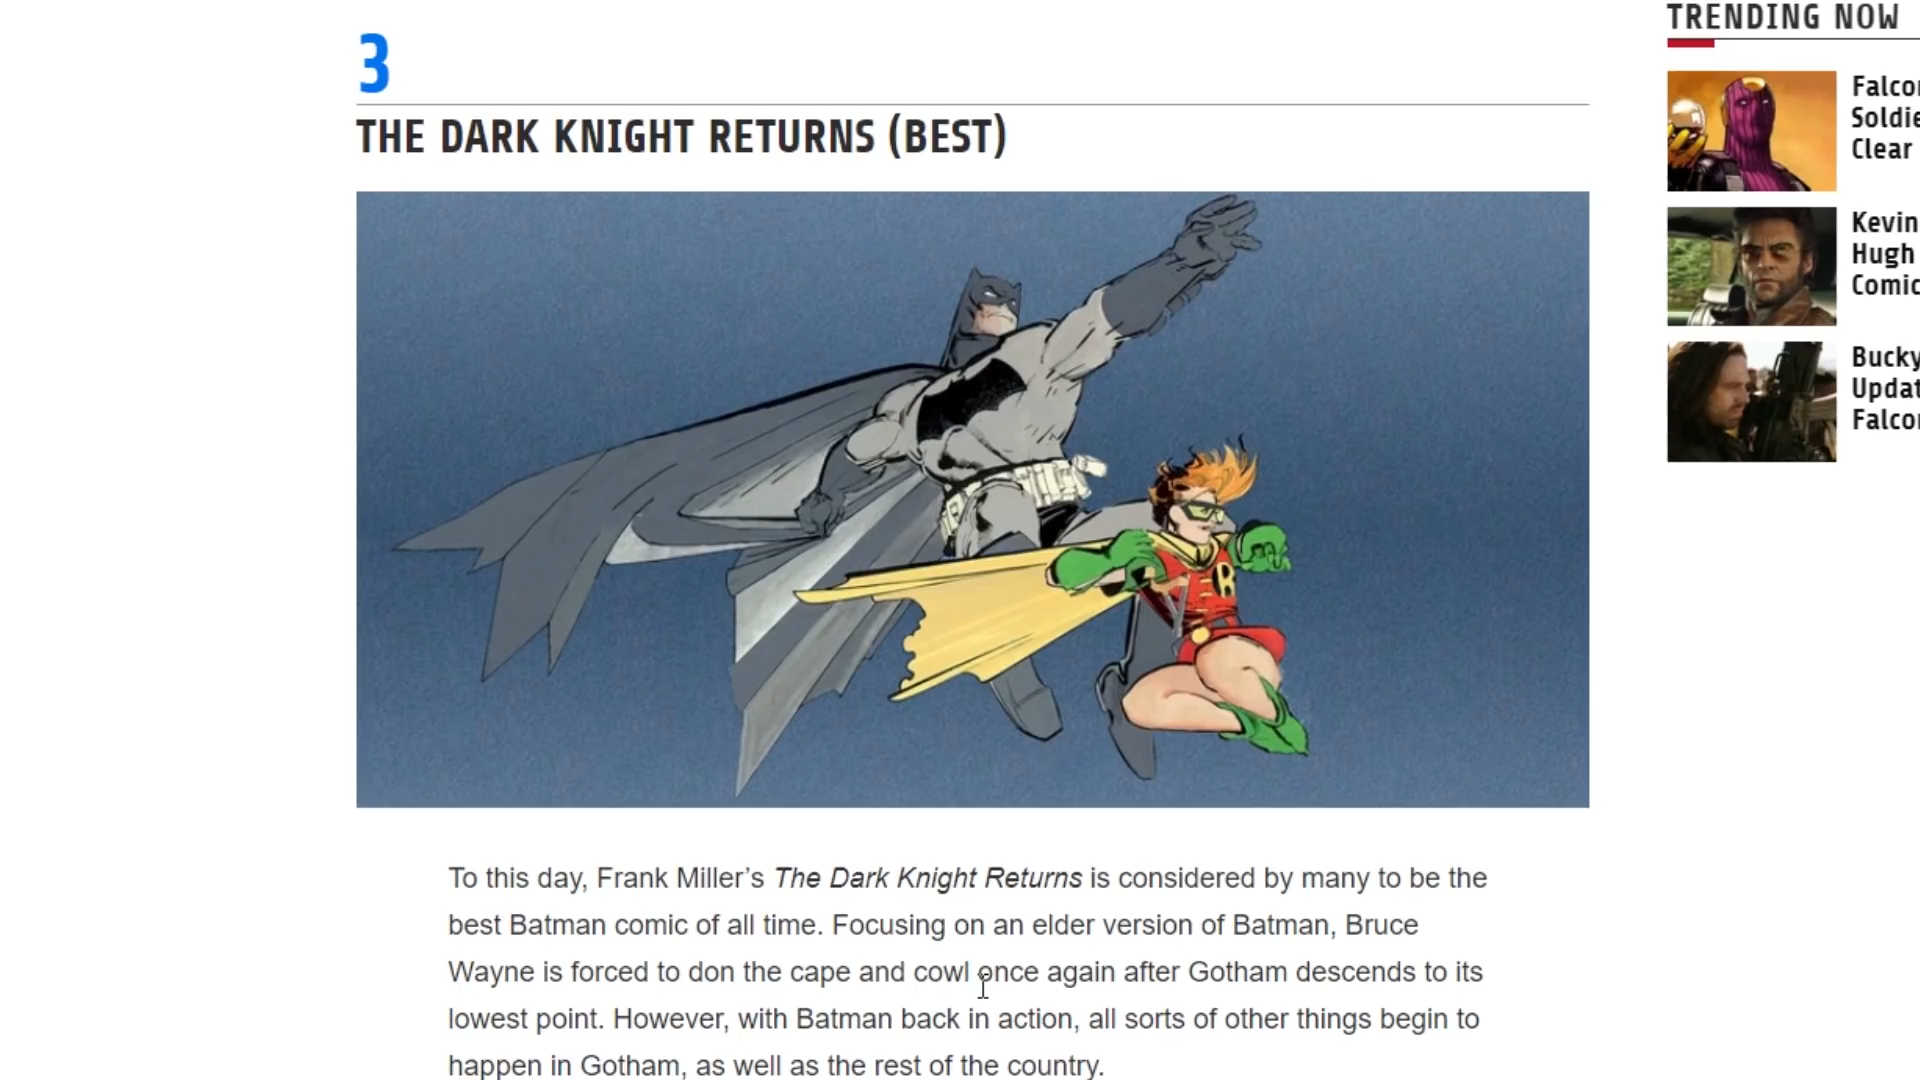 3
THE DARK KNIGHT RETURNS (BEST)
To this day, Frank Miller’s The Dark Knight Returns is considered by many to be the
best Batman comic of all time. Focusing on an elder version of Batman, Bruce
Wayne is forced to don the cape and cowl once again after Gotham descends to its
lowest point. However, with Batman back in action, all sorts of other things begin to
happen in Gotham, as well as the rest of the country.
R
TRENDING NOW
Falco
Soldie
Clear
Kevin
Hugh
Comic
Bucky
Updat
Falco